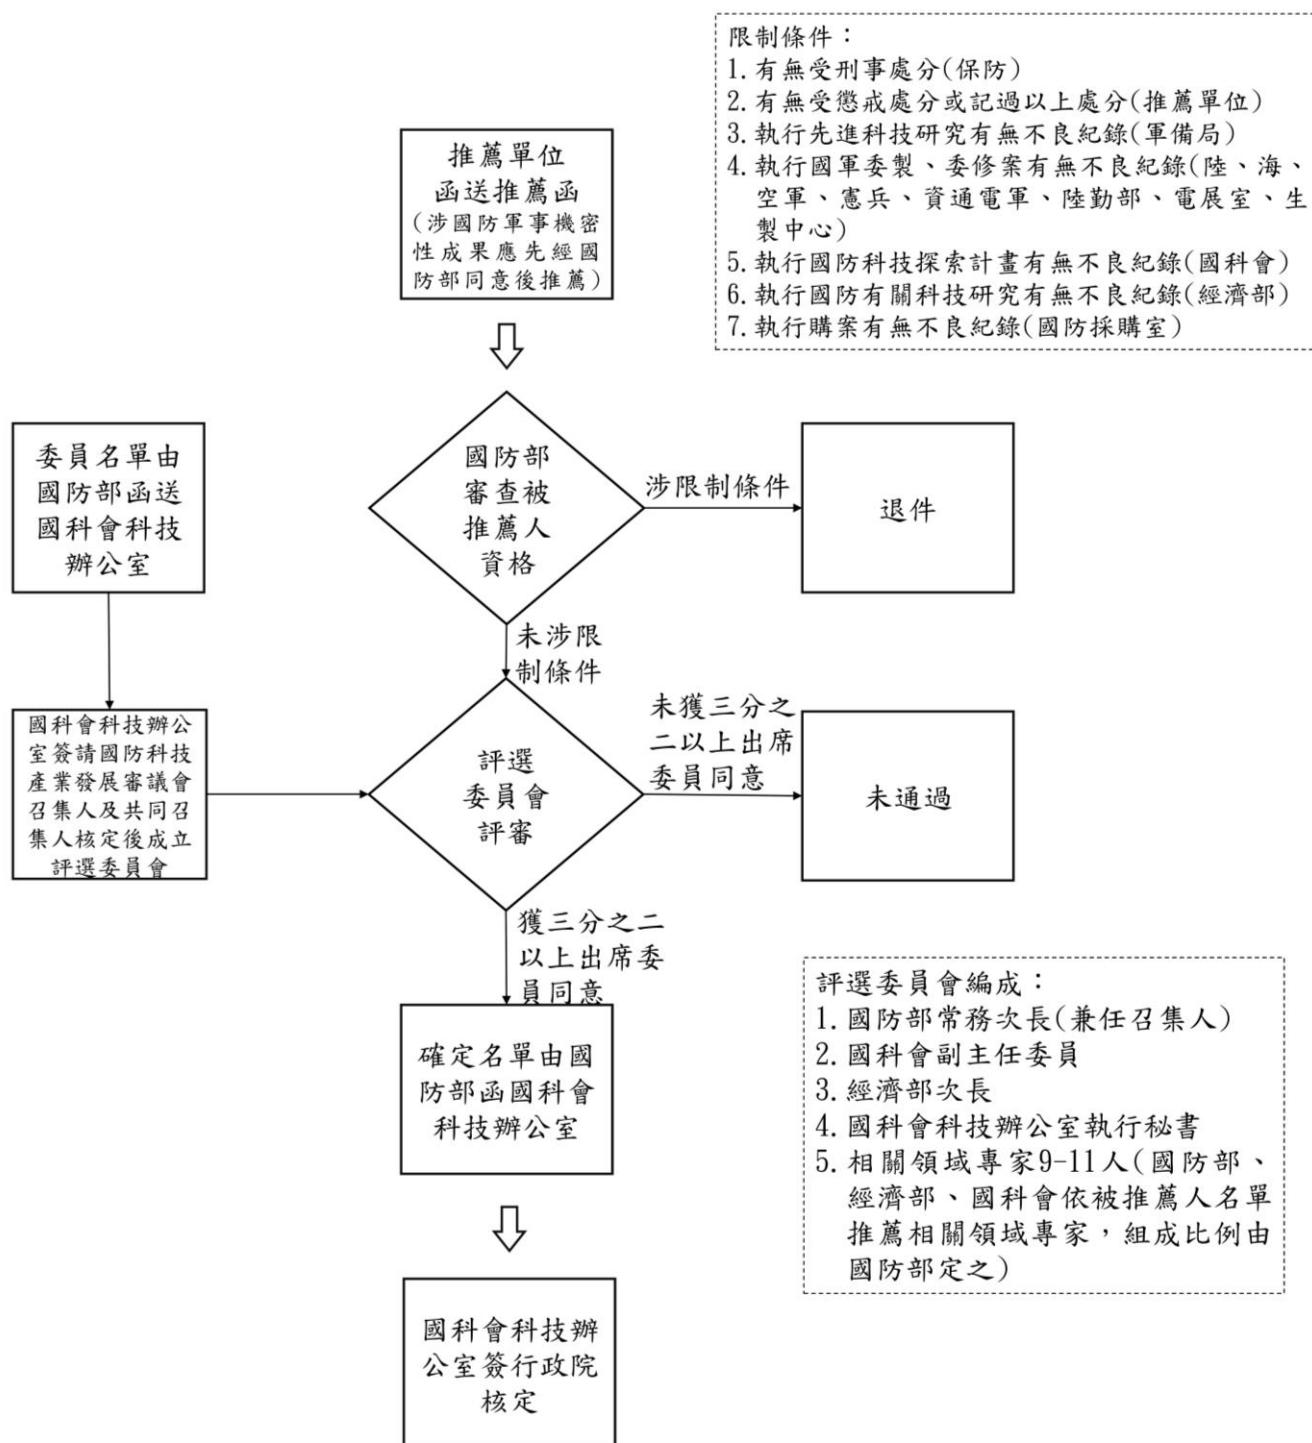 限制條件：
1.有無受刑事處分(保防)
2.有無受懲戒處分或記過以上處分(推薦單位)
3.執行先進科技研究有無不良紀錄(軍備局)
4.執行國軍委製、委修案有無不良紀錄(陸、海、
空軍、憲兵、資通電軍、陸勤部、電展室、生
製中心)
5.執行國防科技探索計畫有無不良紀錄(國科會)
6.執行國防有關科技研究有無不良紀錄(經濟部)
7.執行購案有無不良紀錄(國防採購室)
推薦單位
函送推薦函
(涉國防軍事機密
性成果應先經國
防部同意後推薦)
委員名單由
國防部函送
國科會科技
辦公室
國防部
審查被
推薦人
資格
涉限制條件
退件
未涉限
制條件
國科會科技辦公
室簽請國防科技
產業發展審議會
召集人及共同召
集人核定後成立
評選委員會
評選
委員會
評審
未獲三分之
二以上出席
委員同意
未通過
獲三分之二
以上出席委
員同意
確定名單由國
防部函國科會
科技辦公室
評選委員會編成：
1.國防部常務次長(兼任召集人)
2.國科會副主任委員
3.經濟部次長
4.國科會科技辦公室執行秘書
5.相關領域專家9-11人(國防部、
經濟部、國科會依被推薦人名單
推薦相關領域專家，組成比例由
國防部定之)
國科會科技辦
公室簽行政院
核定